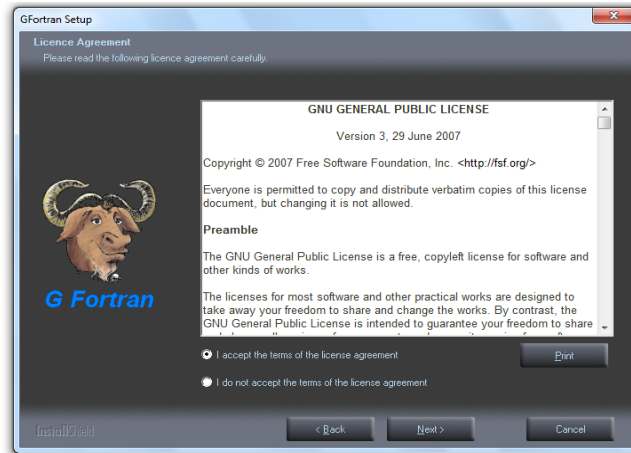 GFortran Setup
Licence Agreement
Please read the following licence agreement carefully.
GNU GENERAL PUBLIC LICENSE
Version 3, 29 June 2007
Copyright © 2007 Free Software Foundation, Inc. <http://fsf.org/>
Everyone is permitted to copy and distribute verbatim copies of this license
document, but changing it is not allowed.
Preamble
The GNU General Public License is a free, copyleft license for software and
other kinds of works.
The licenses for most software and other practical works are designed to
take away your freedom to share and change the works. By contrast, the
GNU General Public License is intended to guarantee your freedom to share
G Fortran
I accept the terms of the license agreement
Print
I do not accept the terms of the license agreement
InstallShield
< Back
Next >
Cancel